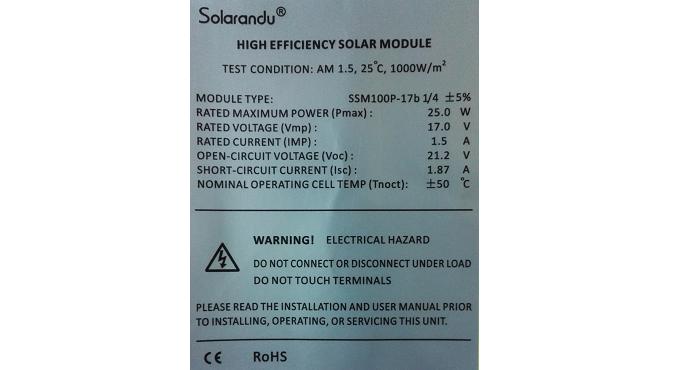 Solarandu®
HIGH EFFICIENCY SOLAR MODULE
TEST CONDITION: AM 1.5, 25℃, 1000W/m²
MODULE TYPE: SSM100P-17b 1/4 ±5%
RATED MAXIMUM POWER (Pmax) : 25.0 W
RATED VOLTAGE (Vmp) : 17.0 V
RATED CURRENT (IMP) : 1.5 A
OPEN-CIRCUIT VOLTAGE (Voc) : 21.2 V
SHORT-CIRCUIT CURRENT (Isc) : 1.87 A
NOMINAL OPERATING CELL TEMP (Tnoct): ±50 ℃
WARNING! ELECTRICAL HAZARD
DO NOT CONNECT OR DISCONNECT UNDER LOAD
DO NOT TOUCH TERMINALS
PLEASE READ THE INSTALLATION AND USER MANUAL PRIOR
TO INSTALLING, OPERATING, OR SERVICING THIS UNIT.
CE RoHS